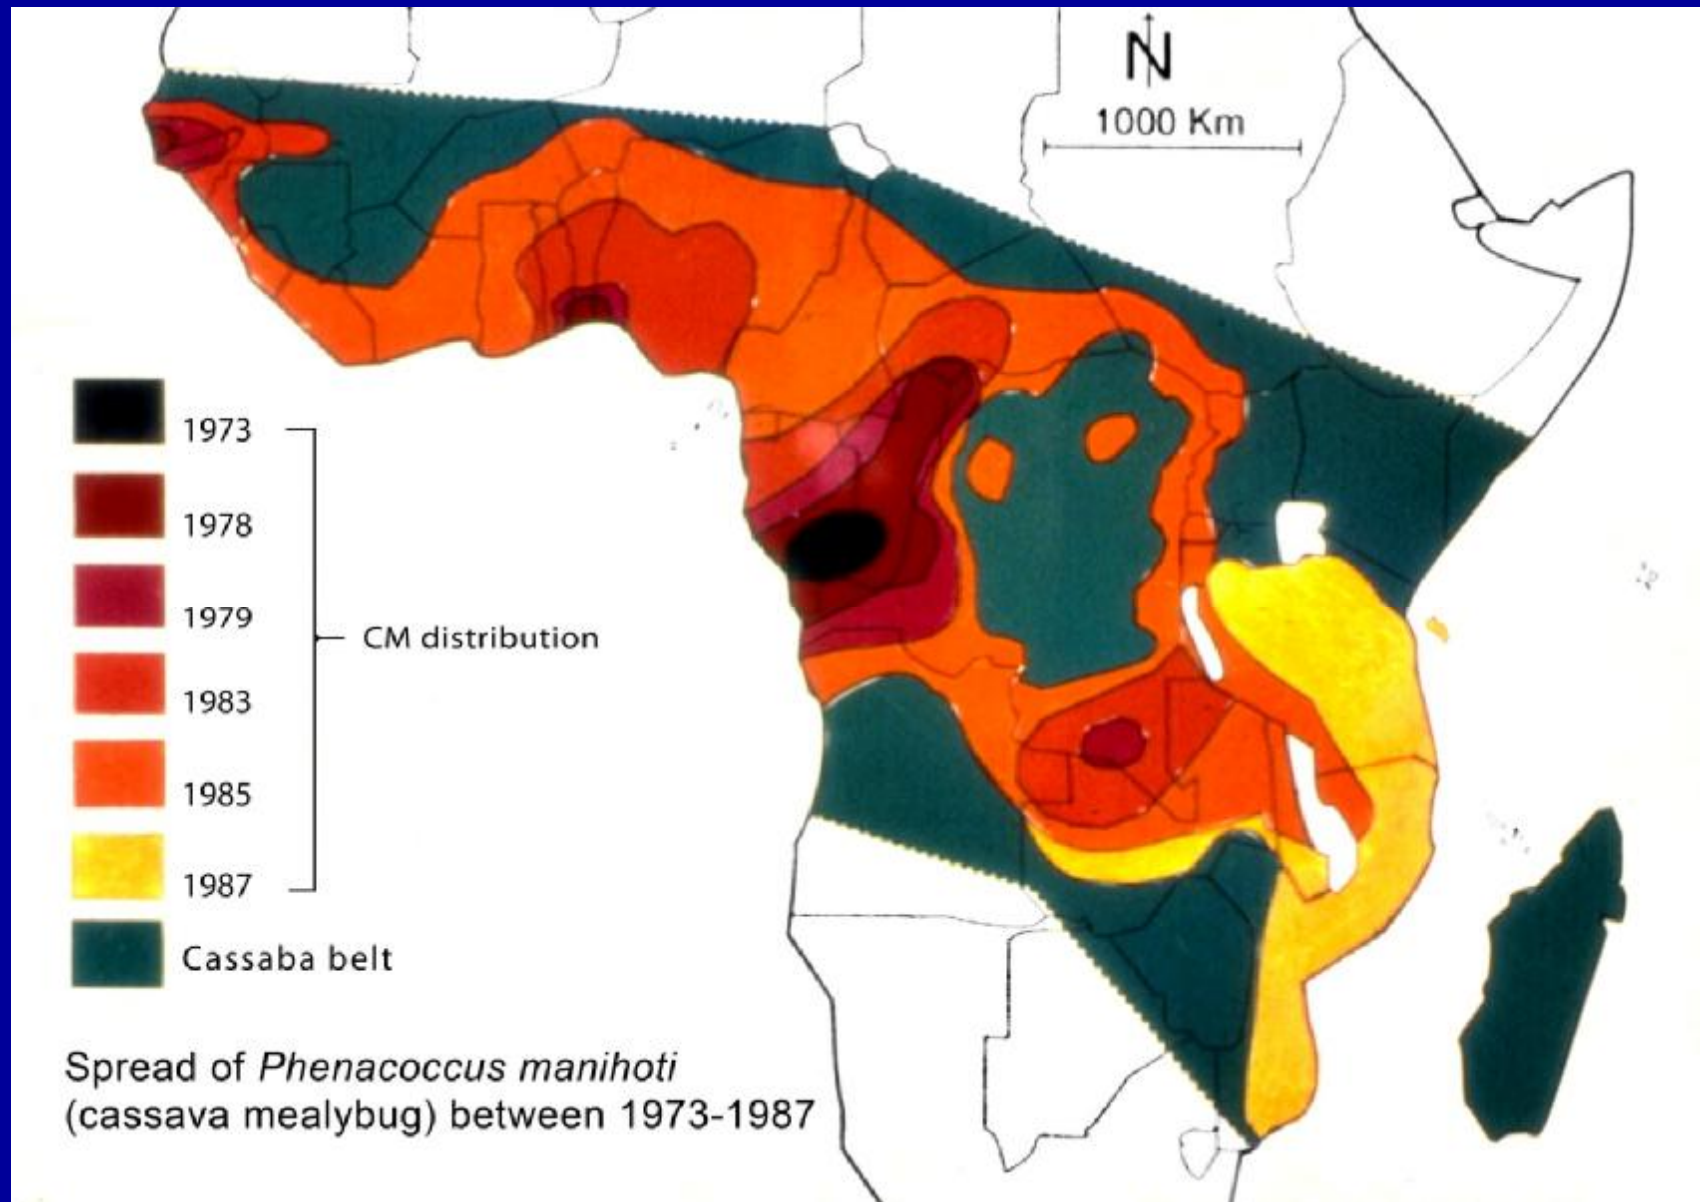 N
1000 Km
1973
1978
1979
CM distribution
1983
1985
1987
Cassaba belt
Spread of Phenacoccus manihoti
(cassava mealybug) between 1973-1987